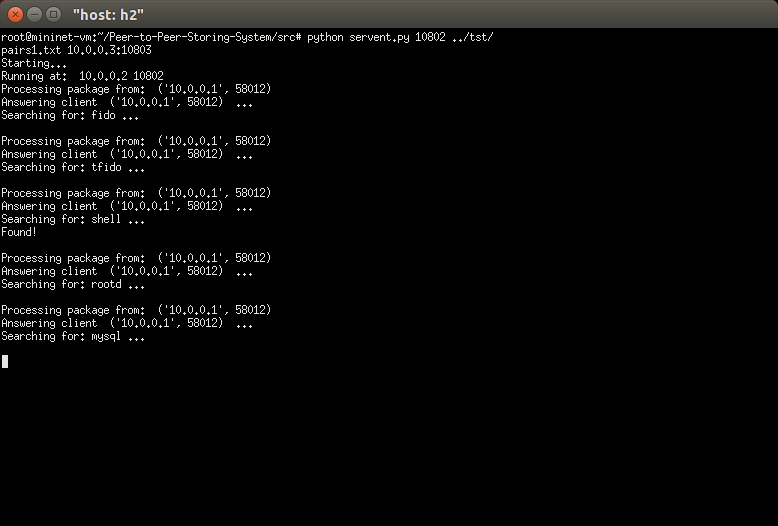 "host: h2"
root@mininet-vm:~/Peer-to-Peer-Storing-System/src# python servent.py 10802 ../tst/
pairs1.txt 10.0.0.3:10803
Starting...
Running at:  10.0.0.2 10802
Processing package from:  ('10.0.0.1', 58012)
Answering client  ('10.0.0.1', 58012)  ...
Searching for: fido ...
Processing package from:  ('10.0.0.1', 58012)
Answering client  ('10.0.0.1', 58012)  ...
Searching for: tfido ...
Processing package from:  ('10.0.0.1', 58012)
Answering client  ('10.0.0.1', 58012)  ...
Searching for: shell ...
Found!
Processing package from:  ('10.0.0.1', 58012)
Answering client  ('10.0.0.1', 58012)  ...
Searching for: rootd ...
Processing package from:  ('10.0.0.1', 58012)
Answering client  ('10.0.0.1', 58012)  ...
Searching for: mysql ...